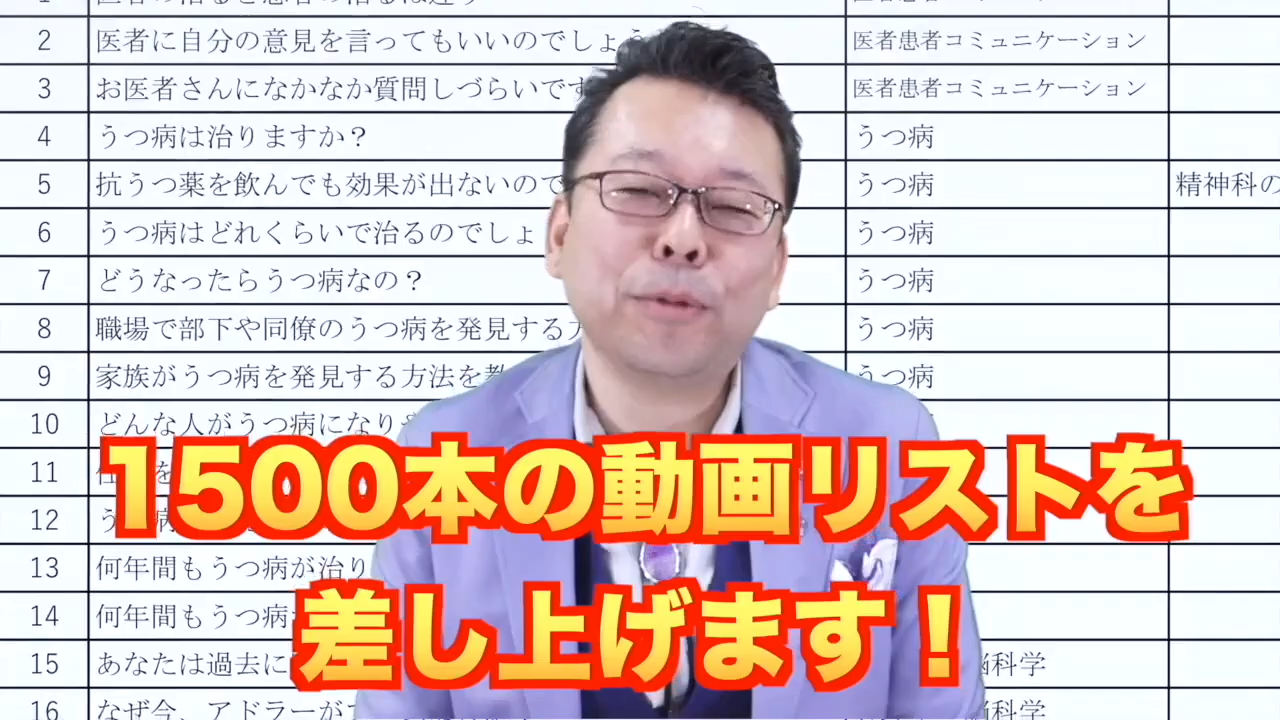 2 医者に自分の意見を言ってもいいのでしょう 医者患者コミュニケーション
3 お医者さんになかなか質問しづらいです 医者患者コミュニケーション
4 うつ病は治りますか？ うつ病
5 抗うつ薬を飲んでも効果が出ないので うつ病 精神科の
6 うつ病はどれくらいで治るのでしょ うつ病
7 どうなったらうつ病なの？ うつ病
8 職場で部下や同僚のうつ病を発見する方 うつ病
9 家族がうつ病を発見する方法を教 うつ病
10 どんな人がうつ病になりや
11
12
13 何年間もうつ病が治り
14 何年間もうつ病
15 あなたは過去に 脳科学
16 なぜ今、アドラーが 脳科学
1500本の動画リストを
差し上げます！